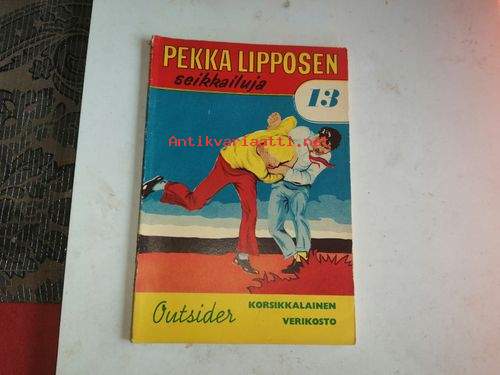 PEKKA LIPPOSEN
seikkailuja
13
Antikvariaatti.net
Outsider
KORSIKKALAINEN
VERIKOSTO